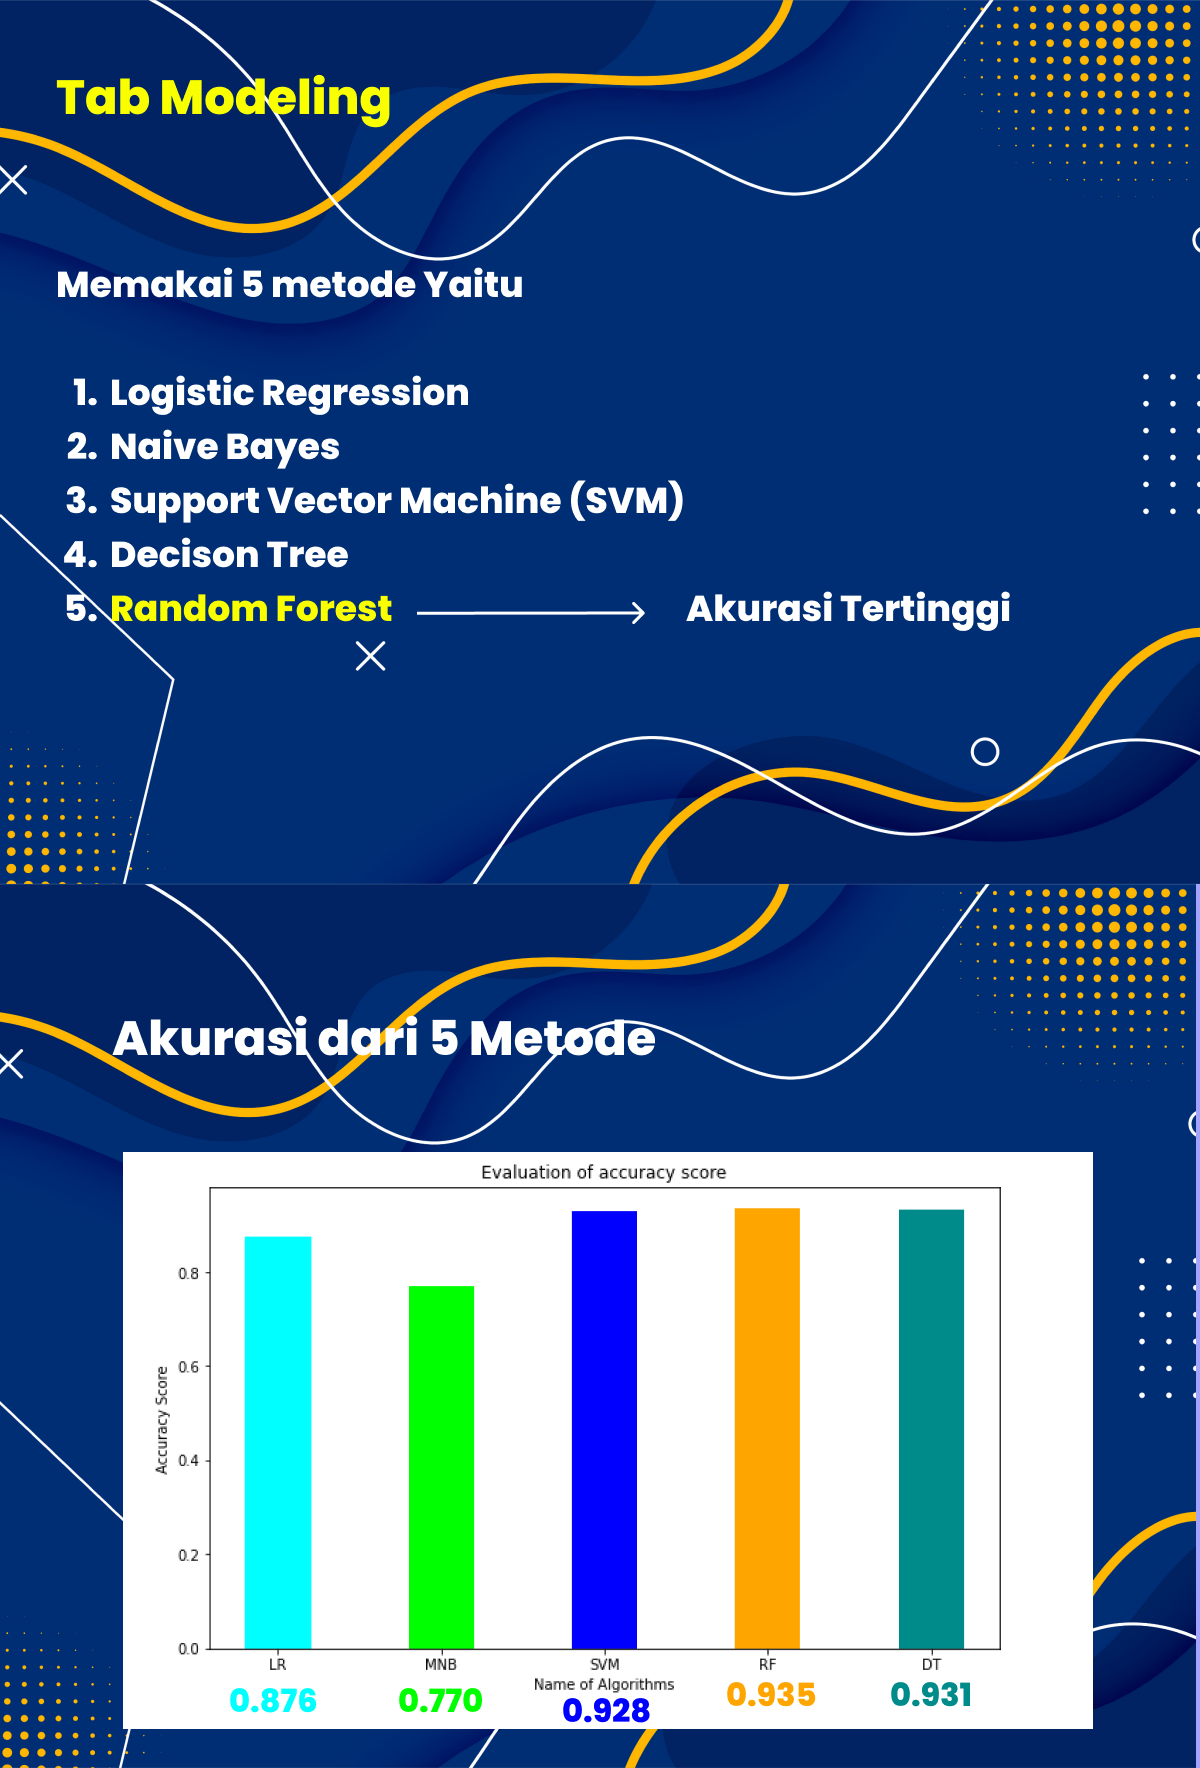 Tab Modeling
Memakai 5 metode Yaitu
1. Logistic Regression
2. Naive Bayes
3. Support Vector Machine (SVM)
4. Decison Tree
5. Random Forest
Akurasi Tertinggi
Akurasi dari 5 Metode
Evaluation of accuracy score
Accuracy Score
0.8
0.6
0.4
0.2
0.0
LR MNB SVM RF DT
Name of Algorithms
0.876 0.770 0.928 0.935 0.931